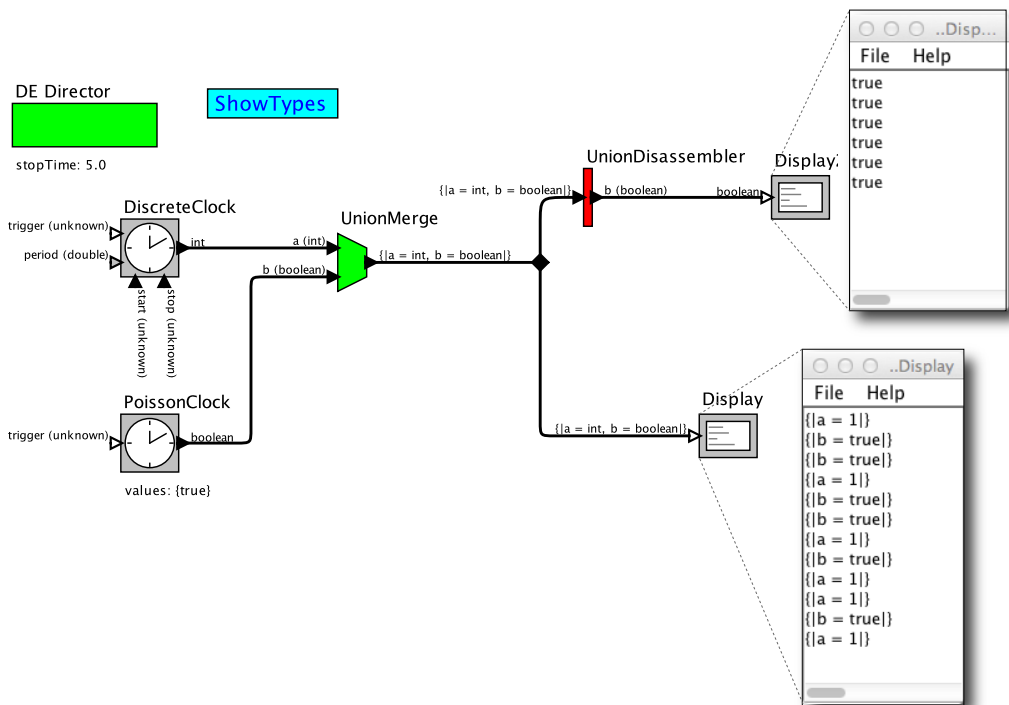 DE Director
ShowTypes
stopTime: 5.0
DiscreteClock
trigger (unknown)
period (double)
int
start (unknown)
stop (unknown)
UnionMerge
a (int)
b (boolean)
{|a = int, b = boolean|}
PoissonClock
trigger (unknown)
boolean
values: {true}
UnionDisassembler
{|a = int, b = boolean|}
b (boolean)
boolean
Display
..Disp...
File Help
true
true
true
true
true
true
Display
{|a = int, b = boolean|}
..Display
File Help
{|a = 1|}
{|b = true|}
{|b = true|}
{|a = 1|}
{|b = true|}
{|b = true|}
{|a = 1|}
{|b = true|}
{|a = 1|}
{|a = 1|}
{|b = true|}
{|a = 1|}